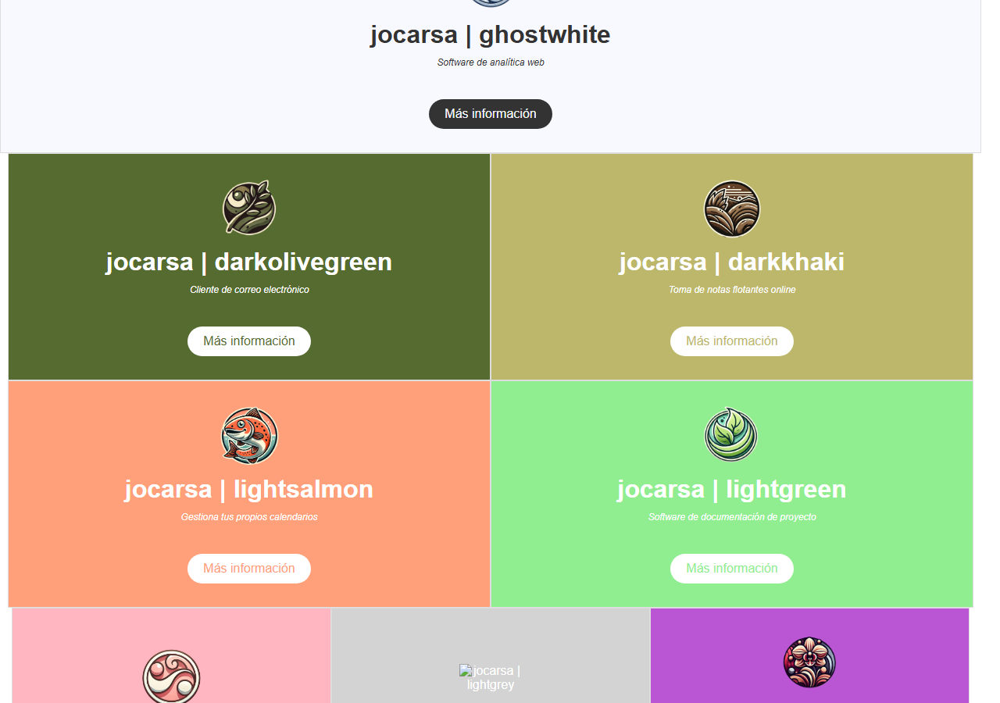 jocarsa | ghostwhite
Software de analítica web
Más información
jocarsa | darkolivegreen
Cliente de correo electrónico
Más información
jocarsa | darkkhaki
Toma de notas flotantes online
Más información
jocarsa | lightsalmon
Gestiona tus propios calendarios
Más información
jocarsa | lightgreen
Software de documentación de proyecto
Más información
jocarsa |
lightgrey